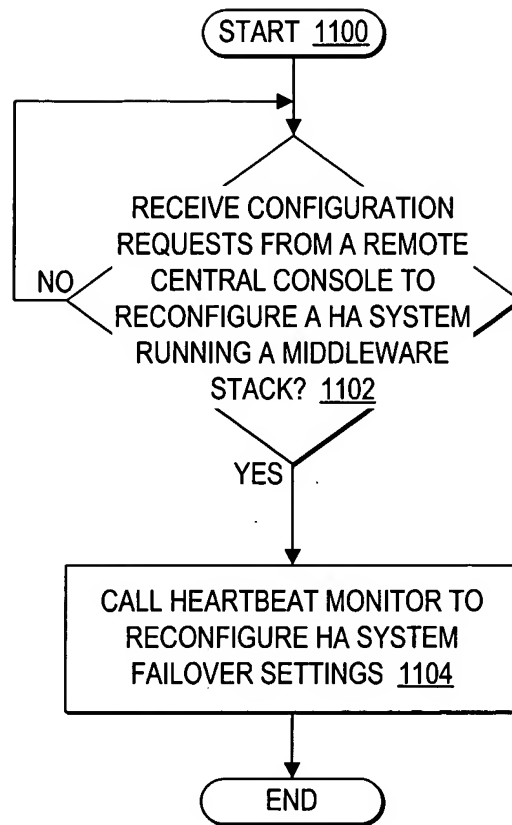 START 1100
RECEIVE CONFIGURATION
REQUESTS FROM A REMOTE
CENTRAL CONSOLE TO
RECONFIGURE A HA SYSTEM
RUNNING A MIDDLEWARE
STACK? 1102
NO
YES
CALL HEARTBEAT MONITOR TO
RECONFIGURE HA SYSTEM
FAILOVER SETTINGS 1104
END